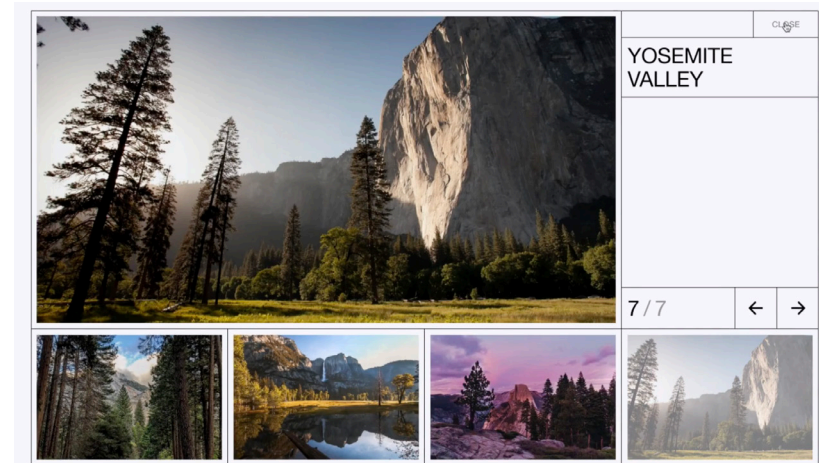 CLOSE
YOSEMITE
VALLEY
7 / 7
← →